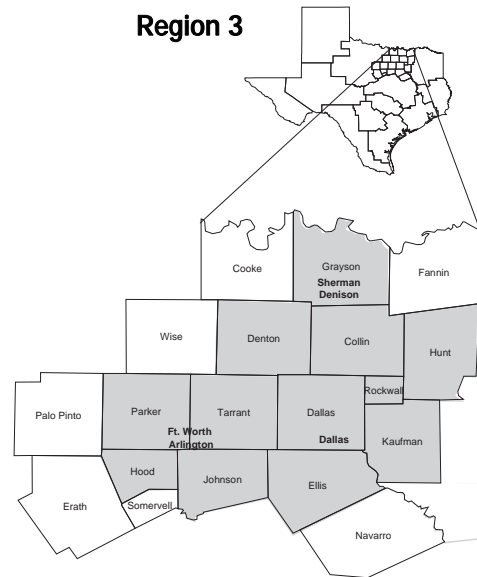 Region 3
Cooke
Grayson
Fannin
Sherman
Denison
Wise
Denton
Collin
Hunt
Rockwall
Palo Pinto
Parker
Tarrant
Dallas
Ft. Worth
Arlington
Dallas
Kaufman
Hood
Johnson
Ellis
Erath
Somervell
Navarro